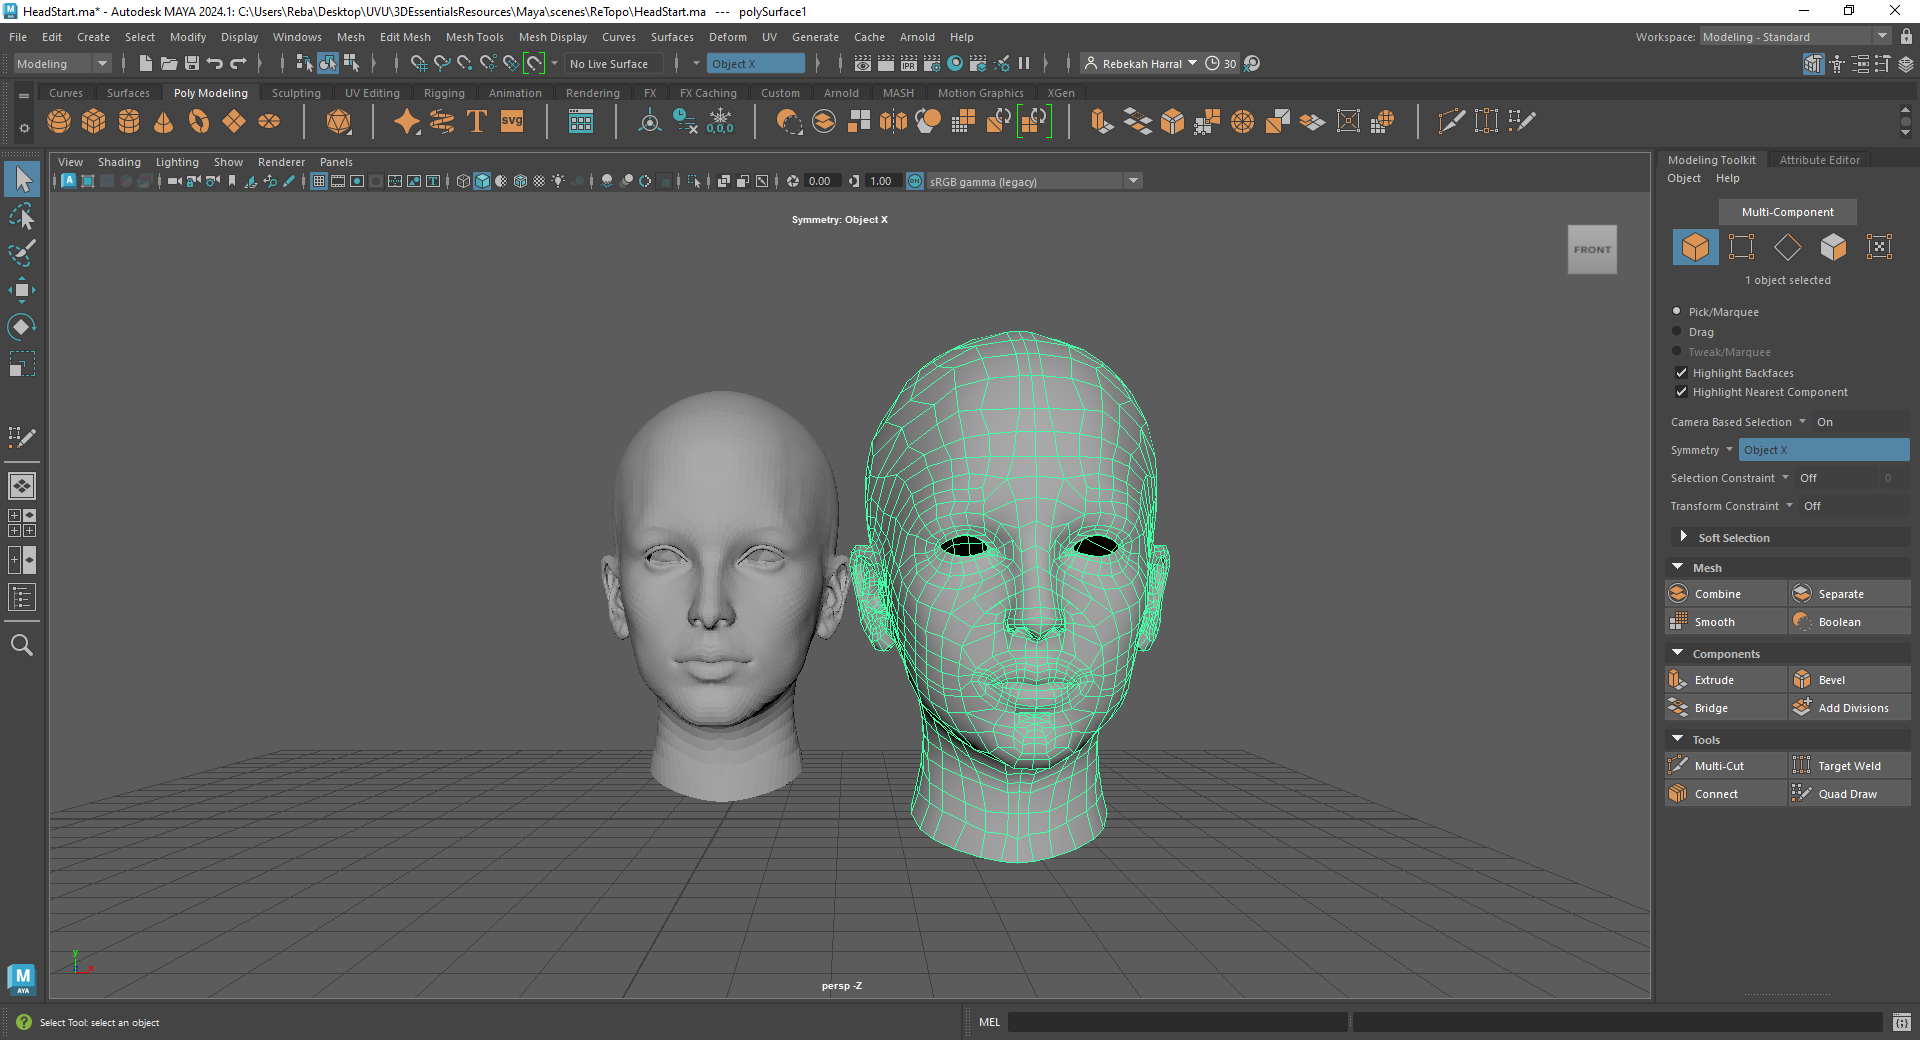 HeadStart.ma* - Autodesk MAYA 2024.1: C:\Users\Reba\Desktop\UVU\3DEssentialsResources\Maya\scenes\ReTopo\HeadStart.ma --- polySurface1
File Edit Create Select Modify Display Windows Mesh Edit Mesh Mesh Tools Mesh Display Curves Surfaces Deform UV Generate Cache Arnold Help
Workspace: Modeling - Standard
Modeling No Live Surface Object X IPR Rebekah Harral 30
Curves Surfaces Poly Modeling Sculpting UV Editing Rigging Animation Rendering FX FX Caching Custom Arnold MASH Motion Graphics XGen
T svg 0,0,0
View Shading Lighting Show Renderer Panels
A 0.00 1.00 ON sRGB gamma (legacy)
Symmetry: Object X
FRONT
y
x
z
persp -Z
Modeling Toolkit Attribute Editor
Object Help
Multi-Component
1 object selected
Pick/Marquee
Drag
Tweak/Marquee
Highlight Backfaces
Highlight Nearest Component
Camera Based Selection On
Symmetry Object X
Selection Constraint Off 0
Transform Constraint Off
Soft Selection
Mesh
Combine Separate
Smooth Boolean
Components
Extrude Bevel
Bridge Add Divisions
Tools
Multi-Cut Target Weld
Connect Quad Draw
M
AYA
Select Tool: select an object
MEL